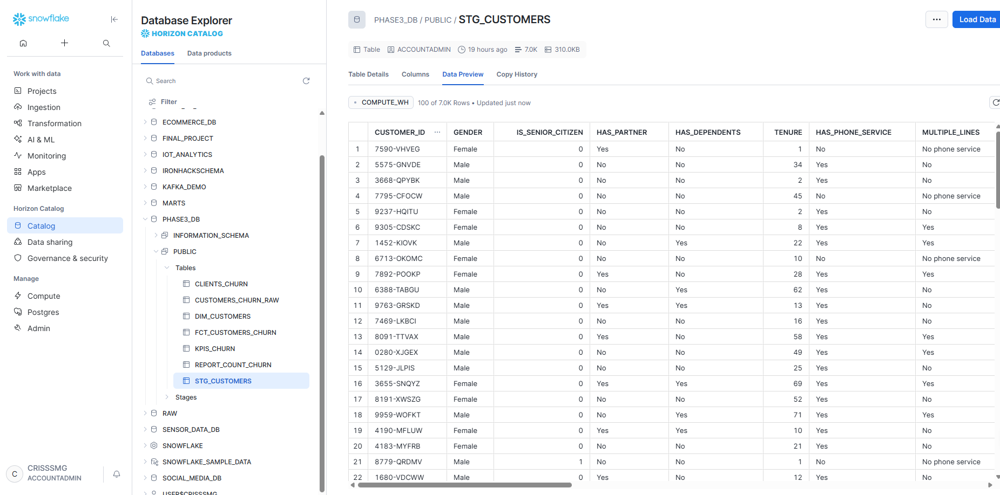 snowflake
Work with data
Projects
Ingestion
Transformation
AI & ML
Monitoring
Apps
Marketplace
Horizon Catalog
Catalog
Data sharing
Governance & security
Manage
Compute
Postgres
Admin
C
CRISSSMG
ACCOUNTADMIN
Database Explorer
HORIZON CATALOG
Databases Data products
Search
Filter
ECOMMERCE_DB
FINAL_PROJECT
IOT_ANALYTICS
IRONHACKSCHEMA
KAFKA_DEMO
MARTS
PHASE3_DB
INFORMATION_SCHEMA
PUBLIC
Tables
CLIENTS_CHURN
CUSTOMERS_CHURN_RAW
DIM_CUSTOMERS
FCT_CUSTOMERS_CHURN
KPIS_CHURN
REPORT_COUNT_CHURN
STG_CUSTOMERS
Stages
RAW
SENSOR_DATA_DB
SNOWFLAKE
SNOWFLAKE_SAMPLE_DATA
SOCIAL_MEDIA_DB
USER$CRISSSMG
PHASE3_DB / PUBLIC / STG_CUSTOMERS
... Load Data
Table ACCOUNTADMIN 19 hours ago 7.0K 310.0KB
Table Details Columns Data Preview Copy History
COMPUTE_WH 100 of 7.0K Rows • Updated just now
CUSTOMER_ID ... GENDER IS_SENIOR_CITIZEN HAS_PARTNER HAS_DEPENDENTS TENURE HAS_PHONE_SERVICE MULTIPLE_LINES
1 7590-VHVEG Female 0 Yes No 1 No No phone service
2 5575-GNVDE Male 0 No No 34 Yes No
3 3668-QPYBK Male 0 No No 2 Yes No
4 7795-CFOCW Male 0 No No 45 No No phone service
5 9237-HQITU Female 0 No No 2 Yes No
6 9305-CDSKC Female 0 No No 8 Yes Yes
7 1452-KIOVK Male 0 No Yes 22 Yes Yes
8 6713-OKOMC Female 0 No No 10 No No phone service
9 7892-POOKP Female 0 Yes No 28 Yes Yes
10 6388-TABGU Male 0 No Yes 62 Yes No
11 9763-GRSKD Male 0 Yes Yes 13 Yes No
12 7469-LKBCI Male 0 No No 16 Yes No
13 8091-TTVAX Male 0 Yes No 58 Yes Yes
14 0280-XJGEX Male 0 No No 49 Yes Yes
15 5129-JLPIS Male 0 No No 25 Yes No
16 3655-SNQYZ Female 0 Yes Yes 69 Yes Yes
17 8191-XWSZG Female 0 No No 52 Yes No
18 9959-WOFKT Male 0 No Yes 71 Yes Yes
19 4190-MFLUW Female 0 Yes Yes 10 Yes No
20 4183-MYFRB Female 0 No No 21 Yes No
21 8779-QRDMV Male 1 No No 1 No No phone service
22 1680-VDCWW Male 0 Yes No 12 Yes No